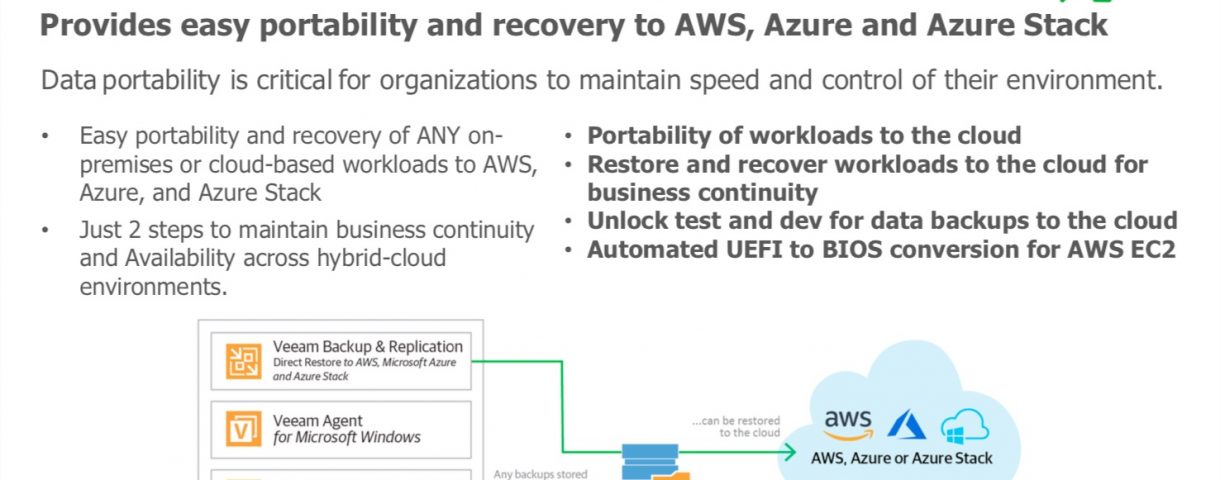 Provides easy portability and recovery to AWS, Azure and Azure Stack
Data portability is critical for organizations to maintain speed and control of their environment.
• Easy portability and recovery of ANY on-
premises or cloud-based workloads to AWS,
Azure, and Azure Stack
• Just 2 steps to maintain business continuity
and Availability across hybrid-cloud
environments.
• Portability of workloads to the cloud
• Restore and recover workloads to the cloud for
business continuity
• Unlock test and dev for data backups to the cloud
• Automated UEFI to BIOS conversion for AWS EC2
Veeam Backup & Replication
Direct Restore to AWS, Microsoft Azure
and Azure Stack
V
Veeam Agent
for Microsoft Windows
Any backups stored
...can be restored
to the cloud
aws
AWS, Azure or Azure Stack